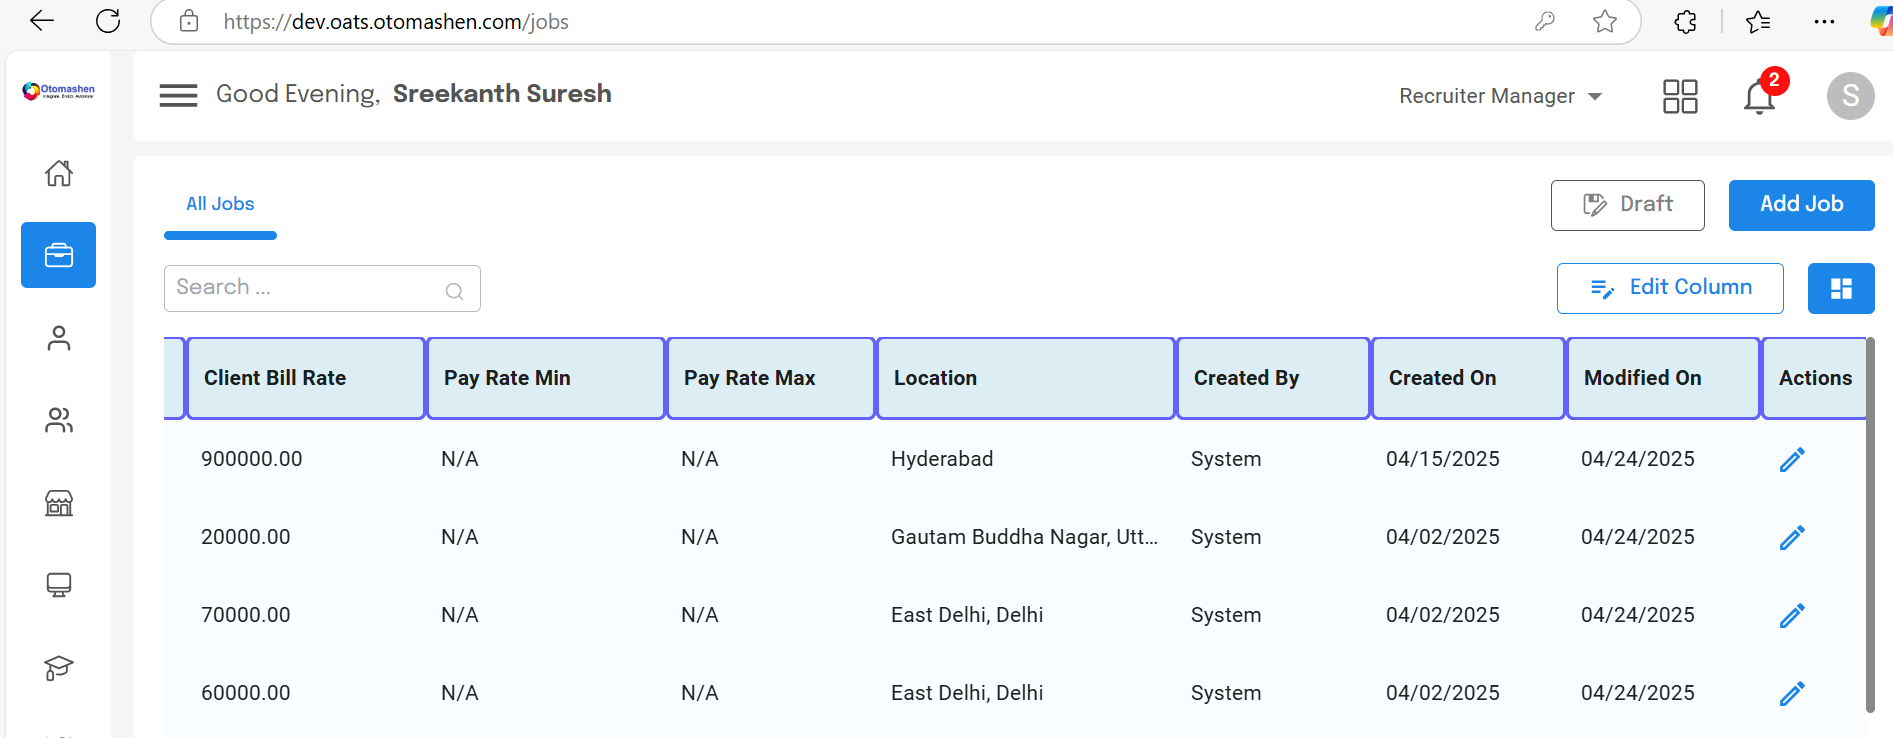 https://dev.oats.otomashen.com/jobs
Otomashen
Integrate. Enrich. Automate
Good Evening, Sreekanth Suresh
Recruiter Manager
2
S
All Jobs
Draft
Add Job
Search ...
Edit Column
Client Bill Rate Pay Rate Min Pay Rate Max Location Created By Created On Modified On Actions
900000.00 N/A N/A Hyderabad System 04/15/2025 04/24/2025
20000.00 N/A N/A Gautam Buddha Nagar, Utt... System 04/02/2025 04/24/2025
70000.00 N/A N/A East Delhi, Delhi System 04/02/2025 04/24/2025
60000.00 N/A N/A East Delhi, Delhi System 04/02/2025 04/24/2025